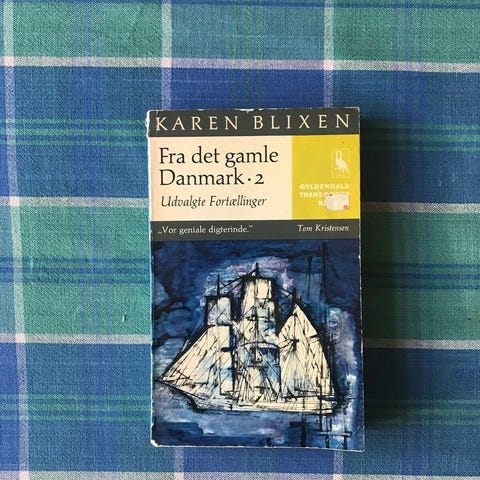 KAREN BLIXEN
Fra det gamle
Danmark · 2
Udvalgte Fortællinger
GYLDENDALS
„Vor geniale digterinde.” Tom Kristensen